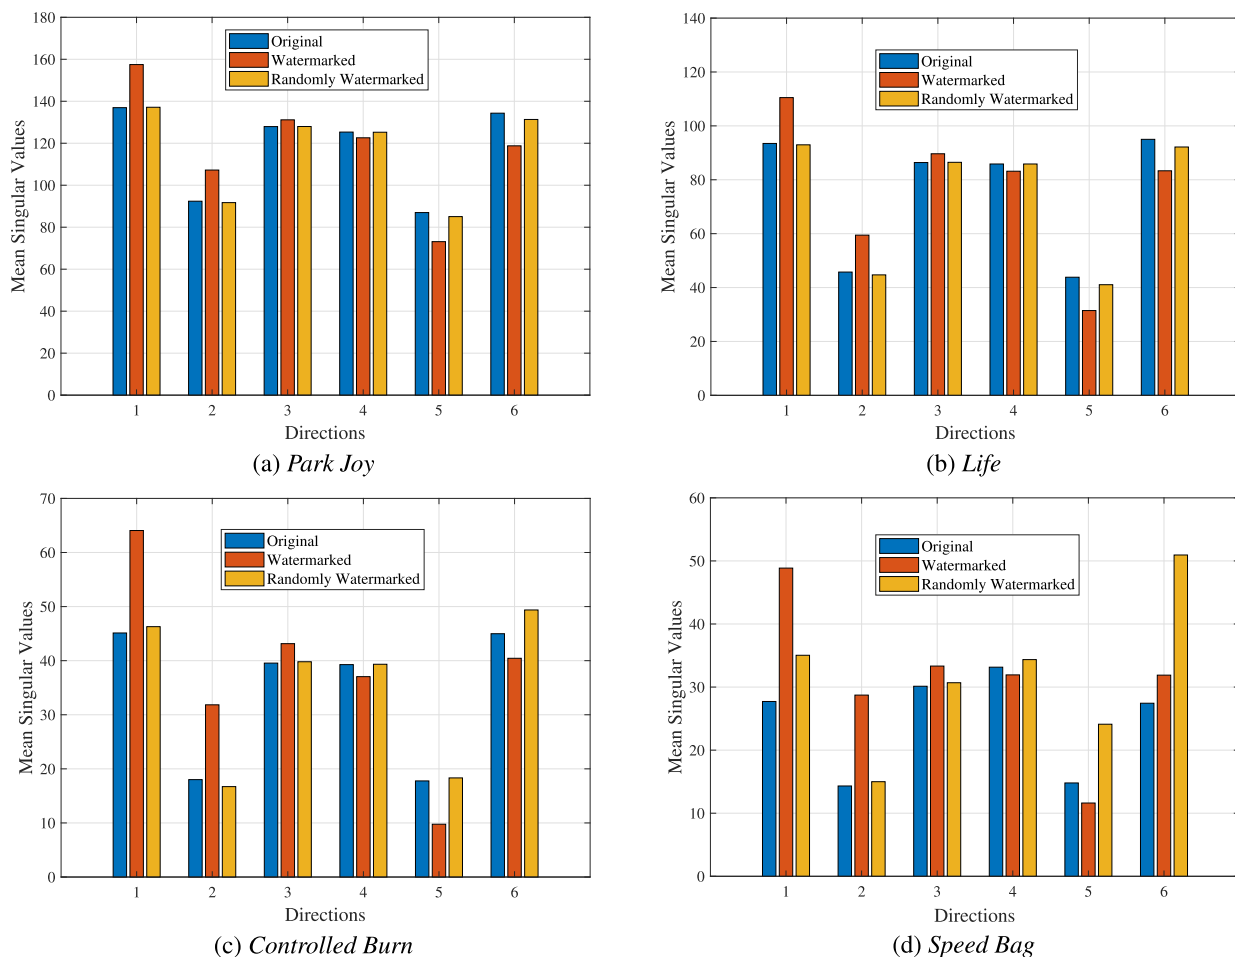 180
160
140
120
100
80
60
40
20
0
Mean Singular Values
Original
Watermarked
Randomly Watermarked
1 2 3 4 5 6
Directions
(a) Park Joy
140
120
100
80
60
40
20
0
Mean Singular Values
Original
Watermarked
Randomly Watermarked
1 2 3 4 5 6
Directions
(b) Life
70
60
50
40
30
20
10
0
Mean Singular Values
Original
Watermarked
Randomly Watermarked
1 2 3 4 5 6
Directions
(c) Controlled Burn
60
50
40
30
20
10
0
Mean Singular Values
Original
Watermarked
Randomly Watermarked
1 2 3 4 5 6
Directions
(d) Speed Bag